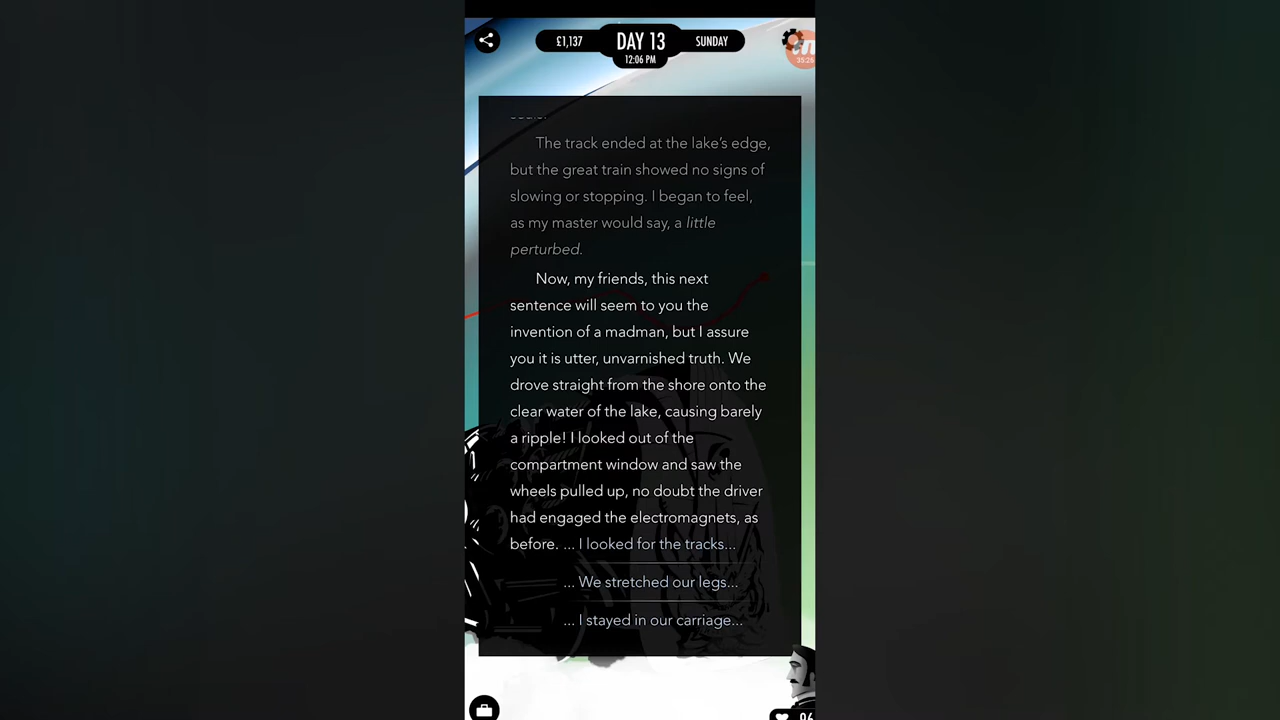 £1,137
DAY 13
SUNDAY
12:06 PM
35:26
The track ended at the lake's edge,
but the great train showed no signs of
slowing or stopping. I began to feel,
as my master would say, a little
perturbed.
Now, my friends, this next
sentence will seem to you the
invention of a madman, but I assure
you it is utter, unvarnished truth. We
drove straight from the shore onto the
clear water of the lake, causing barely
a ripple! I looked out of the
compartment window and saw the
wheels pulled up, no doubt the driver
had engaged the electromagnets, as
before. ... I looked for the tracks...
... We stretched our legs...
... I stayed in our carriage...